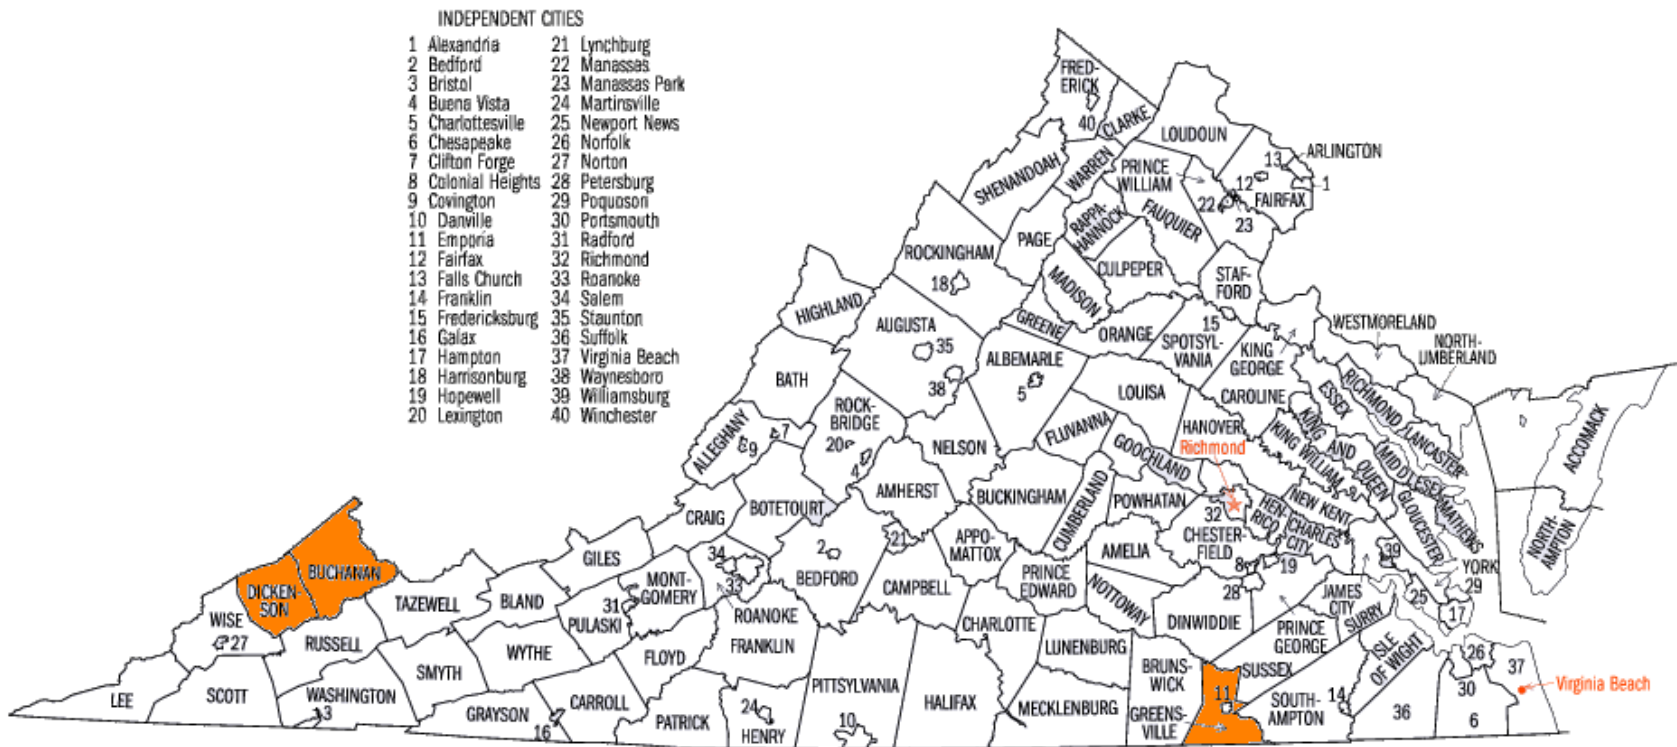 INDEPENDENT CITIES
1 Alexandria 21 Lynchburg
2 Bedford 22 Manassas
3 Bristol 23 Manassas Park
4 Buena Vista 24 Martinsville
5 Charlottesville 25 Newport News
6 Chesapeake 26 Norfolk
7 Clifton Forge 27 Norton
8 Colonial Heights 28 Petersburg
9 Covington 29 Poquoson
10 Danville 30 Portsmouth
11 Emporia 31 Radford
12 Fairfax 32 Richmond
13 Falls Church 33 Roanoke
14 Franklin 34 Salem
15 Fredericksburg 35 Staunton
16 Galax 36 Suffolk
17 Hampton 37 Virginia Beach
18 Harrisonburg 38 Waynesboro
19 Hopewell 39 Williamsburg
20 Lexington 40 Winchester
FRED-
ERICK
40
CLARKE
LOUDOUN
ARLINGTON
13
12
1
FAIRFAX
SHENANDOAH
WARREN
PRINCE
WILLIAM
22
23
FAUQUIER
RAPPA-
HANNOCK
PAGE
ROCKINGHAM
18
CULPEPER
MADISON
STAF-
FORD
HIGHLAND
AUGUSTA
35
38
GREENE
ORANGE
15
SPOTSYL-
VANIA
KING
GEORGE
WESTMORELAND
NORTH-
UMBERLAND
ALBEMARLE
5
BATH
LOUISA
CAROLINE
ESSEX
RICHMOND
LANCASTER
ACCOMACK
ROCK-
BRIDGE
20
4
ALLEGHANY
7
9
NELSON
FLUVANNA
GOOCHLAND
HANOVER
Richmond
KING AND QUEEN
KING WILLIAM
MIDDLESEX
MATHEWS
GLOUCESTER
NORTH-
AMPTON
AMHERST
BUCKINGHAM
CUMBERLAND
POWHATAN
32
HEN-
RICO
NEW KENT
CHARLES
CITY
CHESTER-
FIELD
BOTETOURT
CRAIG
GILES
34
33
2
BEDFORD
21
APPO-
MATTOX
CAMPBELL
PRINCE
EDWARD
AMELIA
NOTTOWAY
8
19
28
39
YORK
29
25
17
JAMES
CITY
SURRY
BUCHANAN
DICKEN-
SON
WISE
27
TAZEWELL
BLAND
MONT-
GOMERY
31
PULASKI
ROANOKE
FRANKLIN
CHARLOTTE
LUNENBURG
DINWIDDIE
PRINCE
GEORGE
ISLE
OF WIGHT
26
37
Virginia Beach
RUSSELL
SMYTH
WYTHE
FLOYD
PITTSYLVANIA
HALIFAX
MECKLENBURG
BRUNS-
WICK
SUSSEX
11
GREENS-
VILLE
SOUTH-
AMPTON
14
36
30
6
LEE
SCOTT
WASHINGTON
3
GRAYSON
16
CARROLL
PATRICK
24
HENRY
10